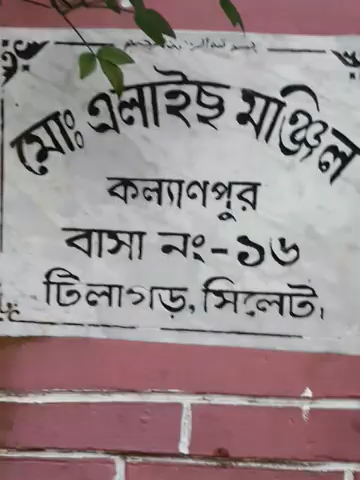 মোঃ এলাইছ মাঞ্জিল
কল্যাণপুর
বাসা নং-১৬
টিলাগড়, সিলেট।